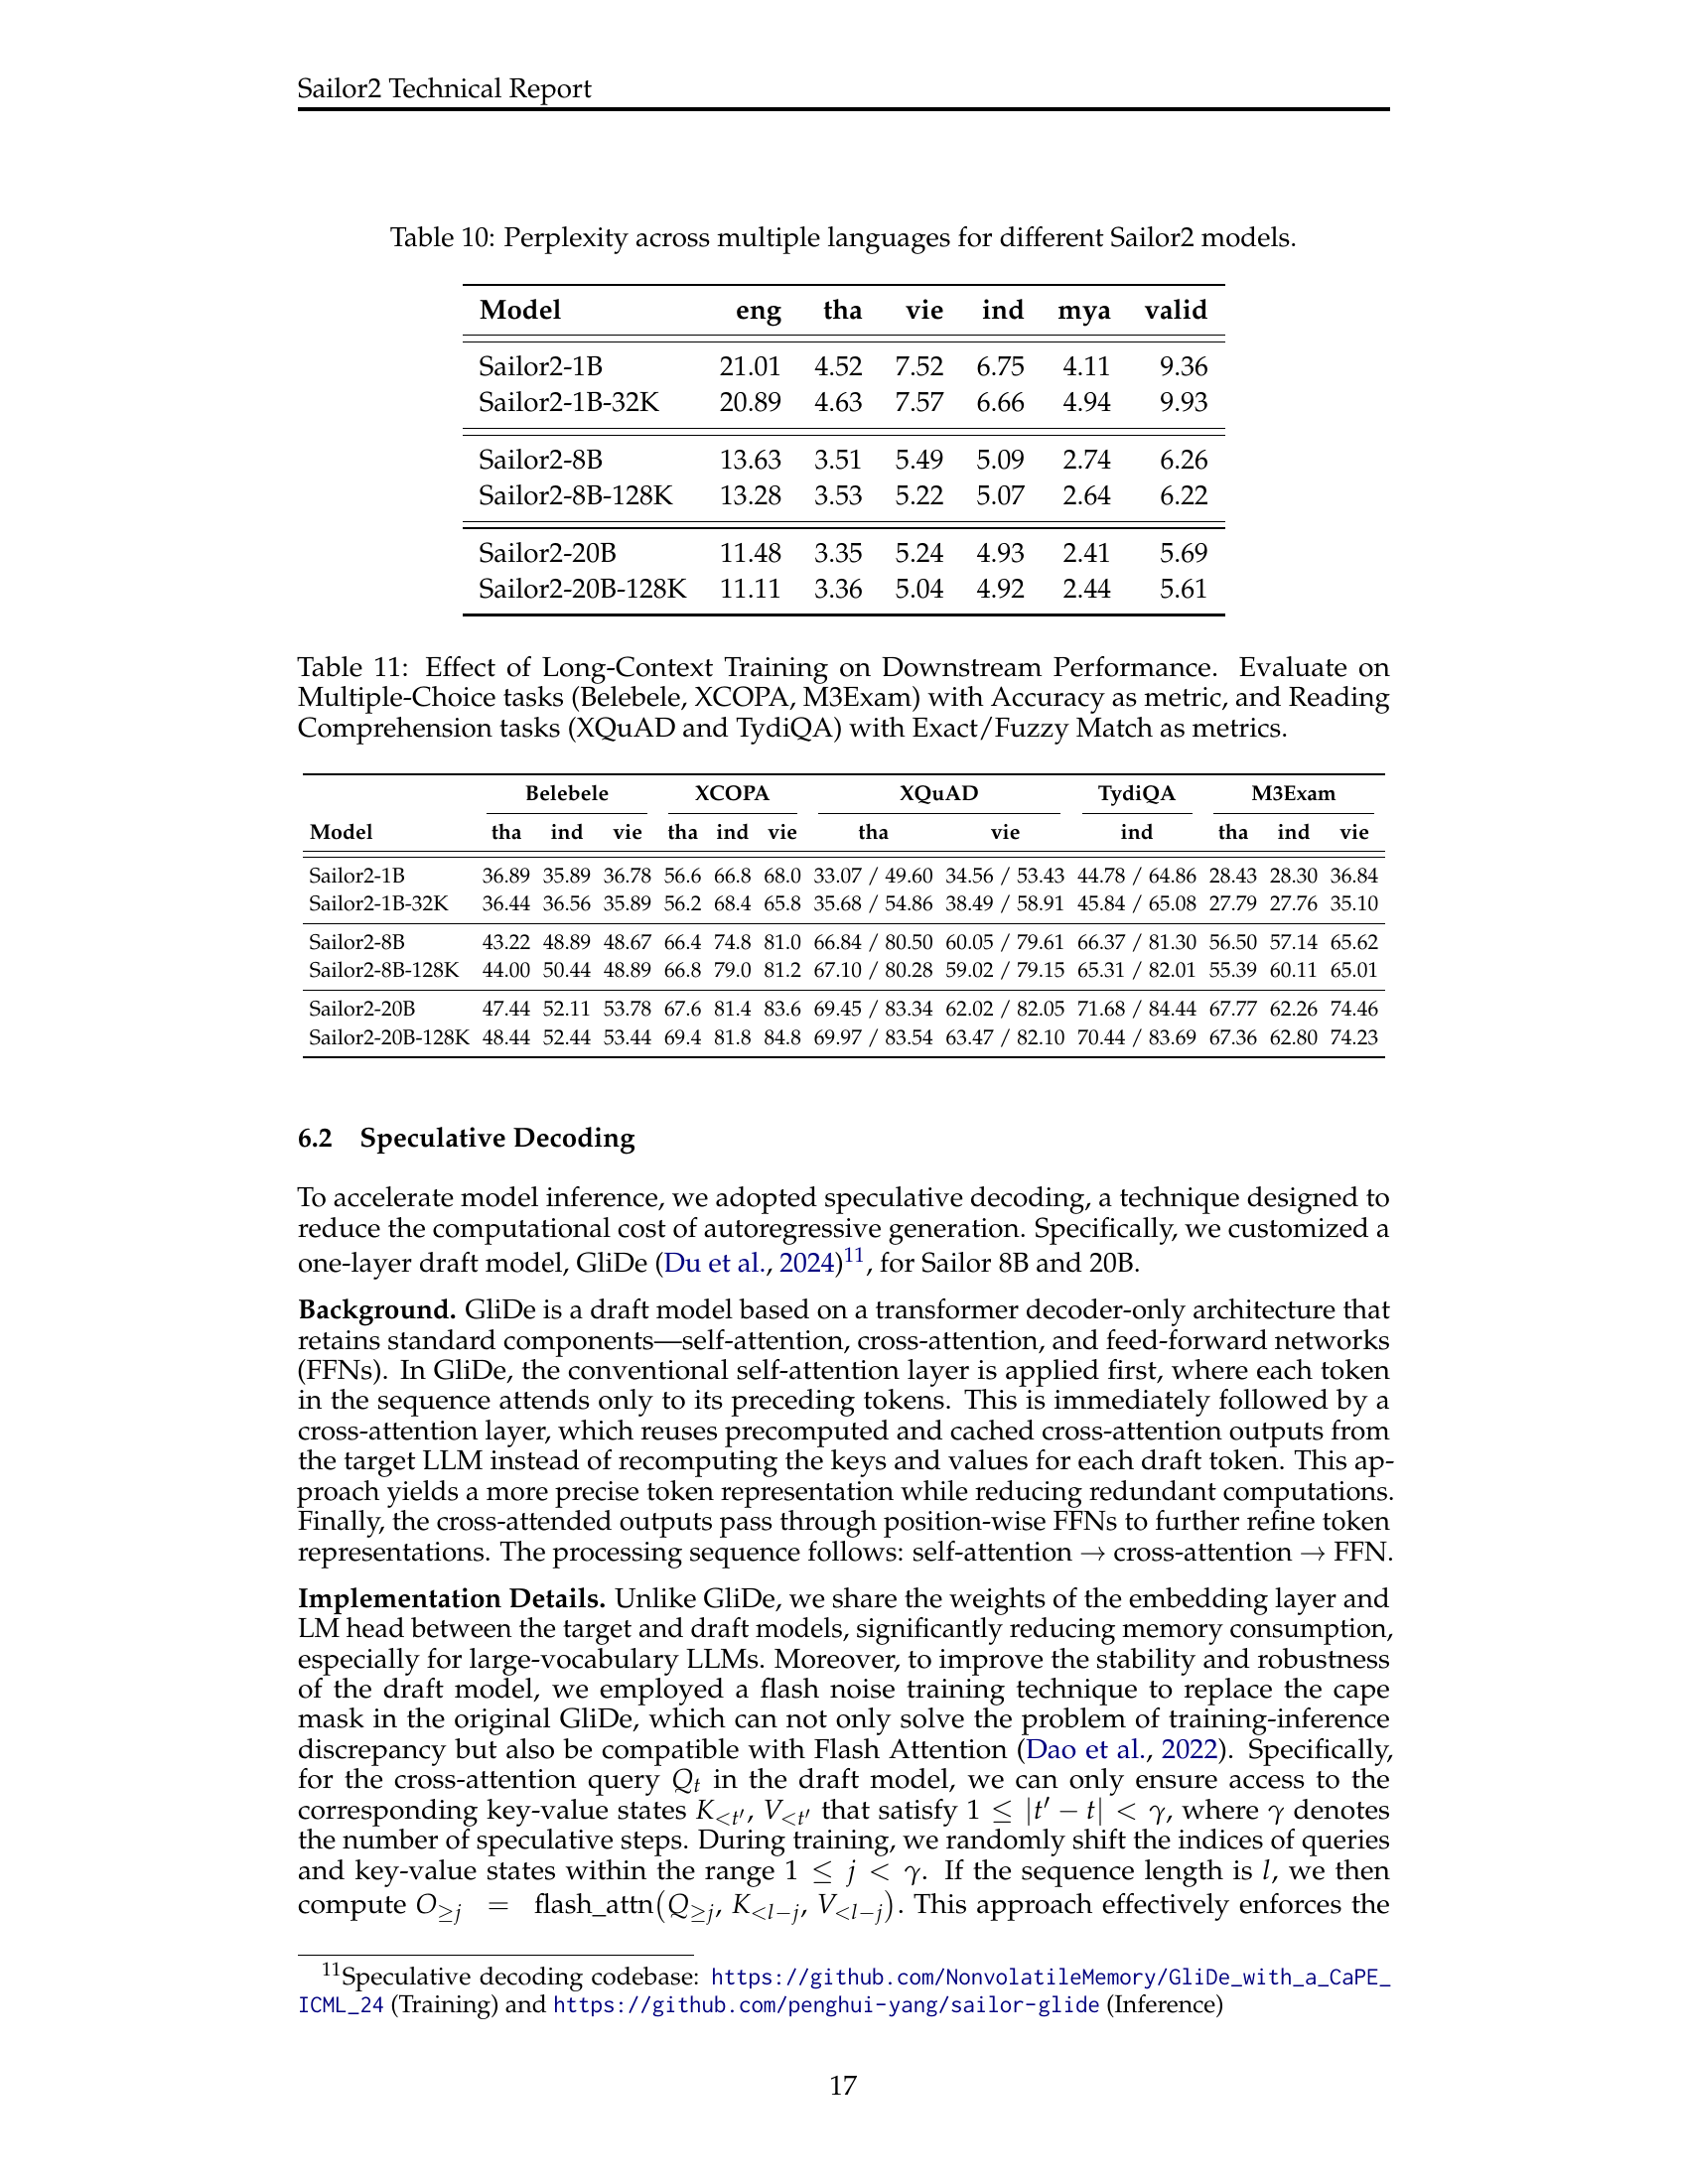 Sailor2 Technical Report
Table 10: Perplexity across multiple languages for different Sailor2 models.
Model eng tha vie ind mya valid
Sailor2-1B 21.01 4.52 7.52 6.75 4.11 9.36
Sailor2-1B-32K 20.89 4.63 7.57 6.66 4.94 9.93
Sailor2-8B 13.63 3.51 5.49 5.09 2.74 6.26
Sailor2-8B-128K 13.28 3.53 5.22 5.07 2.64 6.22
Sailor2-20B 11.48 3.35 5.24 4.93 2.41 5.69
Sailor2-20B-128K 11.11 3.36 5.04 4.92 2.44 5.61
Table 11: Effect of Long-Context Training on Downstream Performance. Evaluate on
Multiple-Choice tasks (Belebele, XCOPA, M3Exam) with Accuracy as metric, and Reading
Comprehension tasks (XQuAD and TydiQA) with Exact/Fuzzy Match as metrics.
Belebele XCOPA XQuAD TydiQA M3Exam
Model tha ind vie tha ind vie tha vie ind tha ind vie
Sailor2-1B 36.89 35.89 36.78 56.6 66.8 68.0 33.07 / 49.60 34.56 / 53.43 44.78 / 64.86 28.43 28.30 36.84
Sailor2-1B-32K 36.44 36.56 35.89 56.2 68.4 65.8 35.68 / 54.86 38.49 / 58.91 45.84 / 65.08 27.79 27.76 35.10
Sailor2-8B 43.22 48.89 48.67 66.4 74.8 81.0 66.84 / 80.50 60.05 / 79.61 66.37 / 81.30 56.50 57.14 65.62
Sailor2-8B-128K 44.00 50.44 48.89 66.8 79.0 81.2 67.10 / 80.28 59.02 / 79.15 65.31 / 82.01 55.39 60.11 65.01
Sailor2-20B 47.44 52.11 53.78 67.6 81.4 83.6 69.45 / 83.34 62.02 / 82.05 71.68 / 84.44 67.77 62.26 74.46
Sailor2-20B-128K 48.44 52.44 53.44 69.4 81.8 84.8 69.97 / 83.54 63.47 / 82.10 70.44 / 83.69 67.36 62.80 74.23
6.2 Speculative Decoding
To accelerate model inference, we adopted speculative decoding, a technique designed to
reduce the computational cost of autoregressive generation. Specifically, we customized a
one-layer draft model, GliDe (Du et al., 2024)¹¹, for Sailor 8B and 20B.
Background. GliDe is a draft model based on a transformer decoder-only architecture that
retains standard components—self-attention, cross-attention, and feed-forward networks
(FFNs). In GliDe, the conventional self-attention layer is applied first, where each token
in the sequence attends only to its preceding tokens. This is immediately followed by a
cross-attention layer, which reuses precomputed and cached cross-attention outputs from
the target LLM instead of recomputing the keys and values for each draft token. This ap-
proach yields a more precise token representation while reducing redundant computations.
Finally, the cross-attended outputs pass through position-wise FFNs to further refine token
representations. The processing sequence follows: self-attention → cross-attention → FFN.
Implementation Details. Unlike GliDe, we share the weights of the embedding layer and
LM head between the target and draft models, significantly reducing memory consumption,
especially for large-vocabulary LLMs. Moreover, to improve the stability and robustness
of the draft model, we employed a flash noise training technique to replace the cape
mask in the original GliDe, which can not only solve the problem of training-inference
discrepancy but also be compatible with Flash Attention (Dao et al., 2022). Specifically,
for the cross-attention query Q_t in the draft model, we can only ensure access to the
corresponding key-value states K_{<t′}, V_{<t′} that satisfy 1 ≤ |t′ − t| < γ, where γ denotes
the number of speculative steps. During training, we randomly shift the indices of queries
and key-value states within the range 1 ≤ j < γ. If the sequence length is l, we then
compute O_{≥j} = flash_attn(Q_{≥j}, K_{<l−j}, V_{<l−j}). This approach effectively enforces the
¹¹Speculative decoding codebase: https://github.com/NonvolatileMemory/GliDe_with_a_CaPE_
ICML_24 (Training) and https://github.com/penghui-yang/sailor-glide (Inference)
17